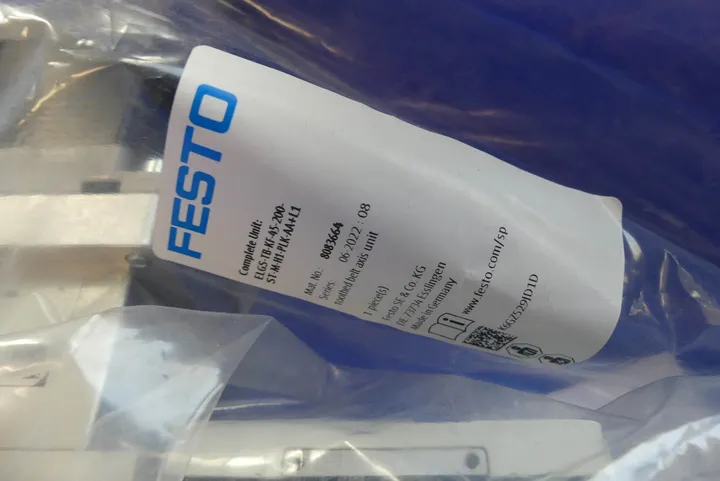 FESTO
Complete Unit:
ELGS-TB-KF-45-200-
ST-M-H1-PLK-AA+L1
Mat. No.: 8083664
Series 06.2022 : 08
toothed belt axis unit
1 piece(s)
Festo SE & Co. KG
DE 73734 Esslingen
Made in Germany
www.festo.com/sp
KGGZ529JD1D